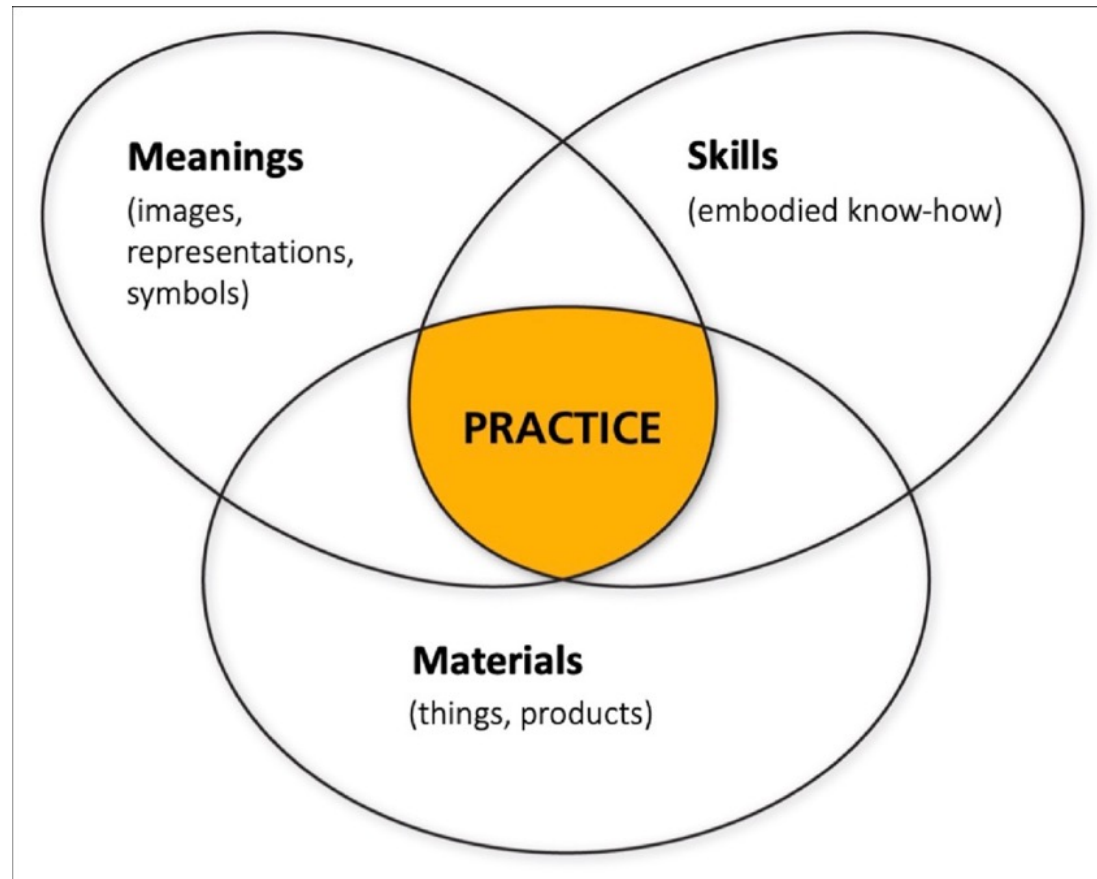 Meanings
(images,
representations,
symbols)
Skills
(embodied know-how)
PRACTICE
Materials
(things, products)